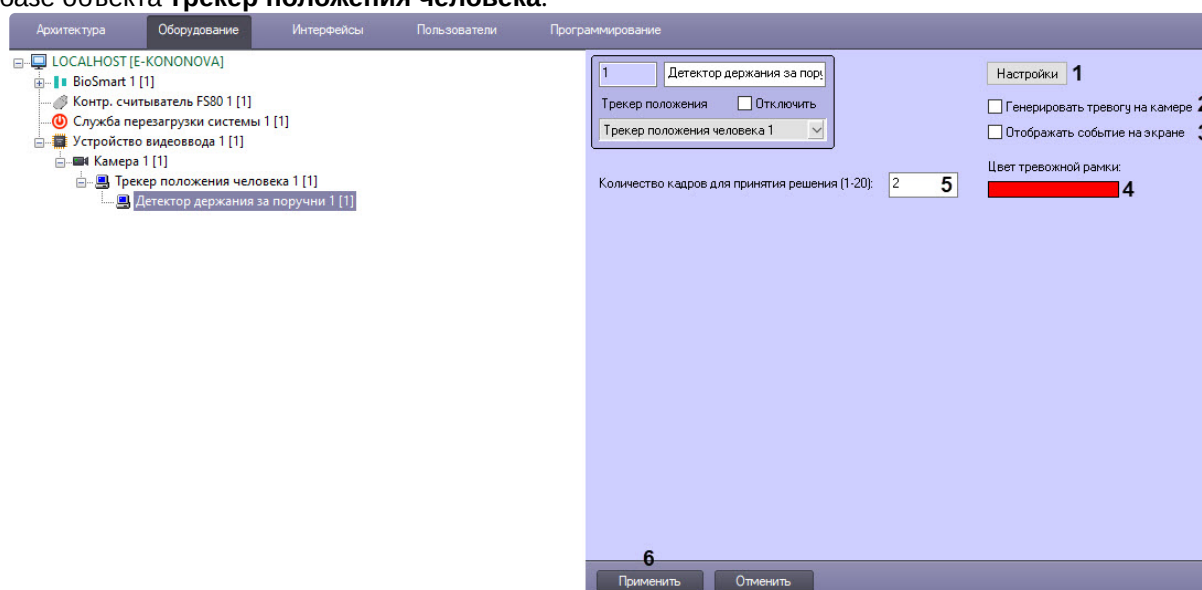 базе объекта Трекер положения человека.
Архитектура Оборудование Интерфейсы Пользователи Программирование
LOCALHOST [E-KONONOVA]
BioSmart 1 [1]
Контр. считыватель FS80 1 [1]
Служба перезагрузки системы 1 [1]
Устройство видеоввода 1 [1]
Камера 1 [1]
Трекер положения человека 1 [1]
Детектор держания за поручни 1 [1]
1 Детектор держания за
Трекер положения Отключить
Трекер положения человека 1
Количество кадров для принятия решения (1-20): 2 5
Настройки 1
Генерировать тревогу на камере 2
Отображать событие на экране 3
Цвет тревожной рамки:
4
6
Применить Отменить